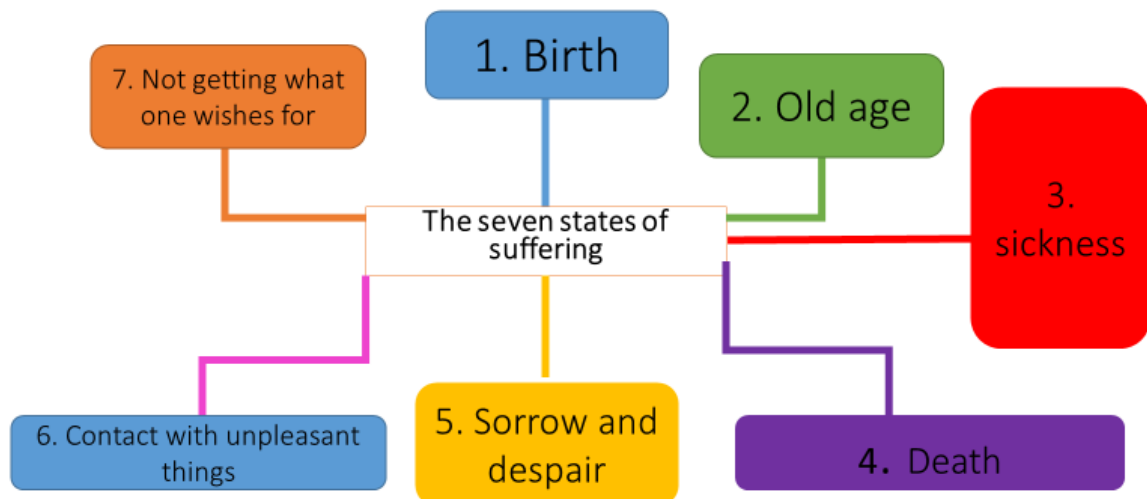 The seven states of
suffering
1. Birth
2. Old age
3.
sickness
4. Death
5. Sorrow and
despair
6. Contact with unpleasant
things
7. Not getting what
one wishes for